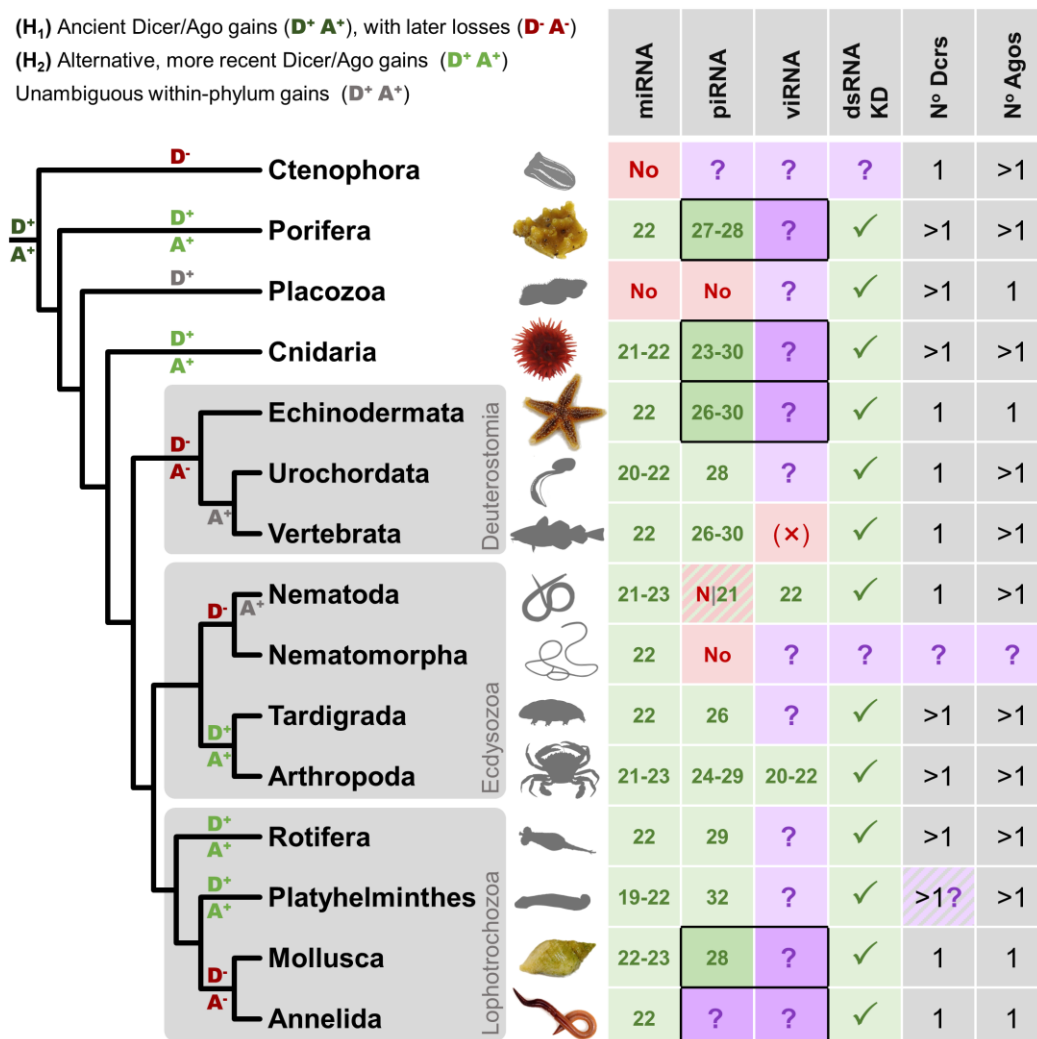 (H₁) Ancient Dicer/Ago gains (D⁺ A⁺), with later losses (D⁻ A⁻)
(H₂) Alternative, more recent Dicer/Ago gains (D⁺ A⁺)
Unambiguous within-phylum gains (D⁺ A⁺)
miRNA piRNA viRNA dsRNA KD Nº Dcrs Nº Agos
D⁺ A⁺
D⁻ Ctenophora No ? ? ? 1 >1
D⁺ A⁺ Porifera 22 27-28 ? ✓ >1 >1
D⁺ Placozoa No No ? ✓ >1 1
D⁺ A⁺ Cnidaria 21-22 23-30 ? ✓ >1 >1
Deuterostomia
D⁻ A⁻
Echinodermata 22 26-30 ? ✓ 1 1
Urochordata 20-22 28 ? ✓ 1 >1
A⁺
Vertebrata 22 26-30 (×) ✓ 1 >1
Ecdysozoa
D⁻ A⁺ Nematoda 21-23 N|21 22 ✓ 1 >1
Nematomorpha 22 No ? ? ? ?
Tardigrada 22 26 ? ✓ >1 >1
D⁺ A⁺
Arthropoda 21-23 24-29 20-22 ✓ >1 >1
Lophotrochozoa
D⁺ A⁺ Rotifera 22 29 ? ✓ >1 >1
D⁺ A⁺ Platyhelminthes 19-22 32 ? ✓ >1? >1
Mollusca 22-23 28 ? ✓ 1 1
D⁻ A⁻
Annelida 22 ? ? ✓ 1 1